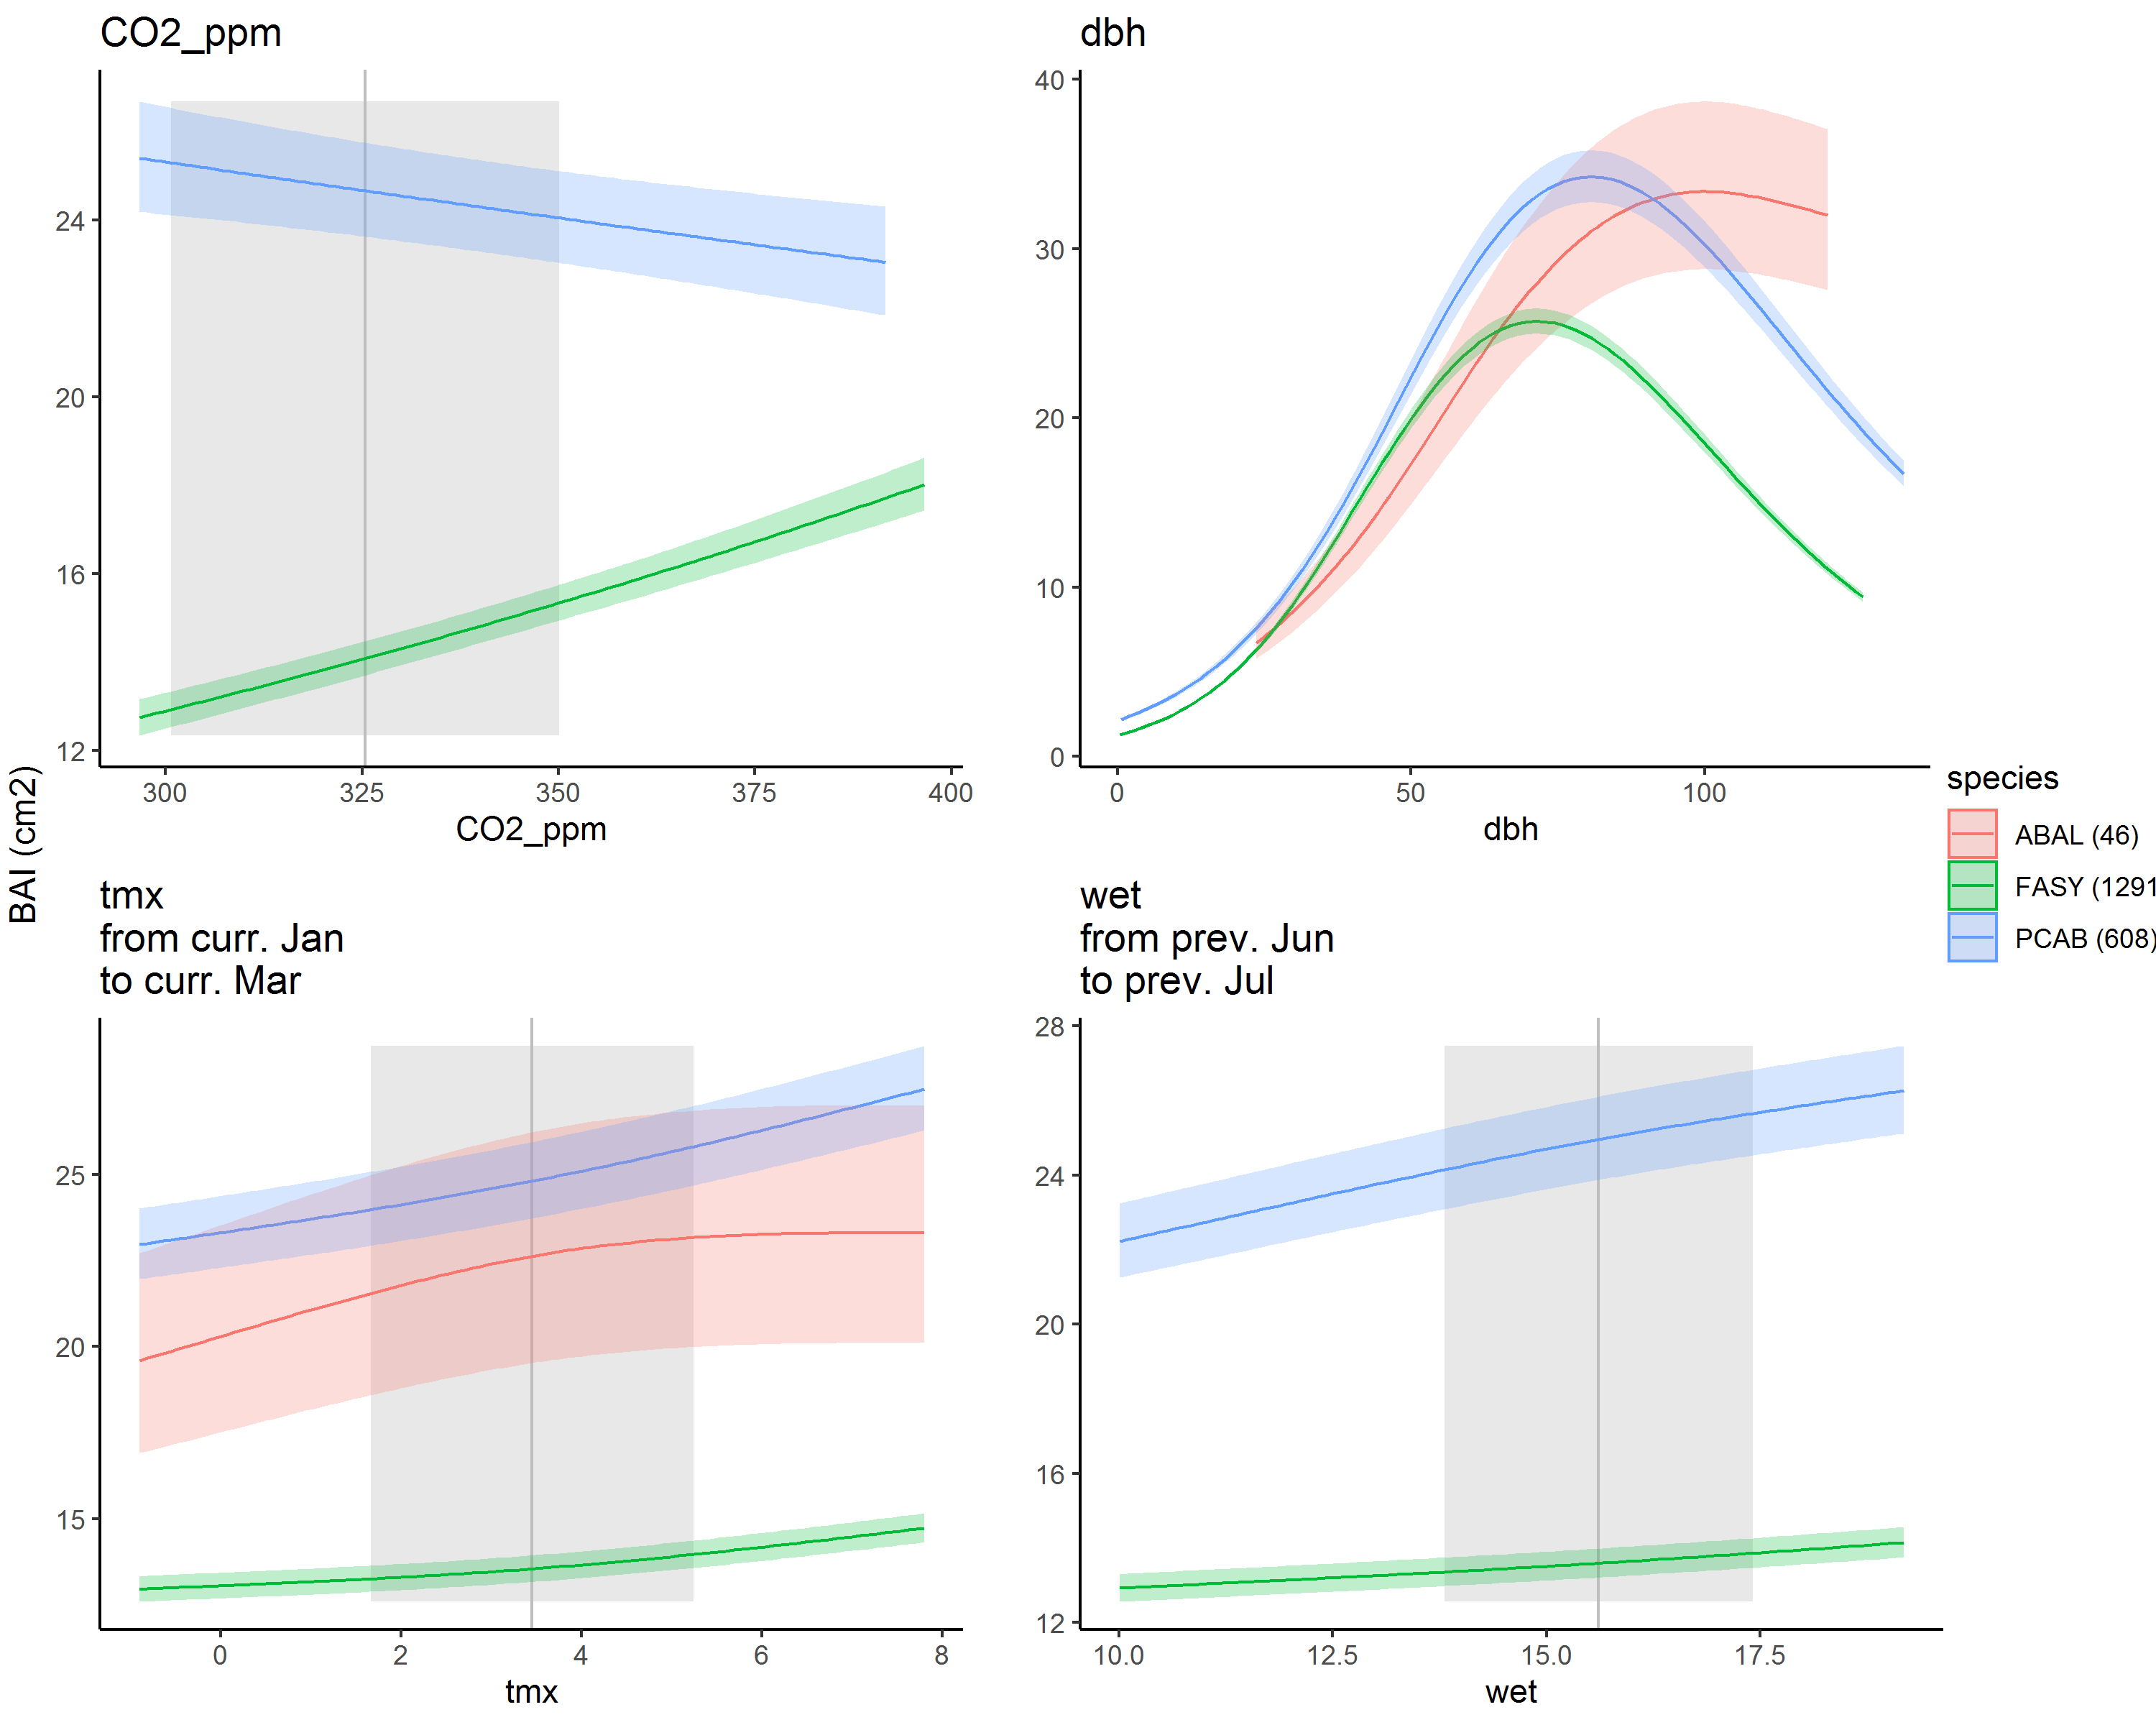 CO2_ppm
24
20
16
12
300 325 350 375 400
CO2_ppm
dbh
40
30
20
10
0
0 50 100
dbh
BAI (cm2)
species
ABAL (46)
FASY (1291
PCAB (608)
tmx
from curr. Jan
to curr. Mar
25
20
15
0 2 4 6 8
tmx
wet
from prev. Jun
to prev. Jul
28
24
20
16
12
10.0 12.5 15.0 17.5
wet